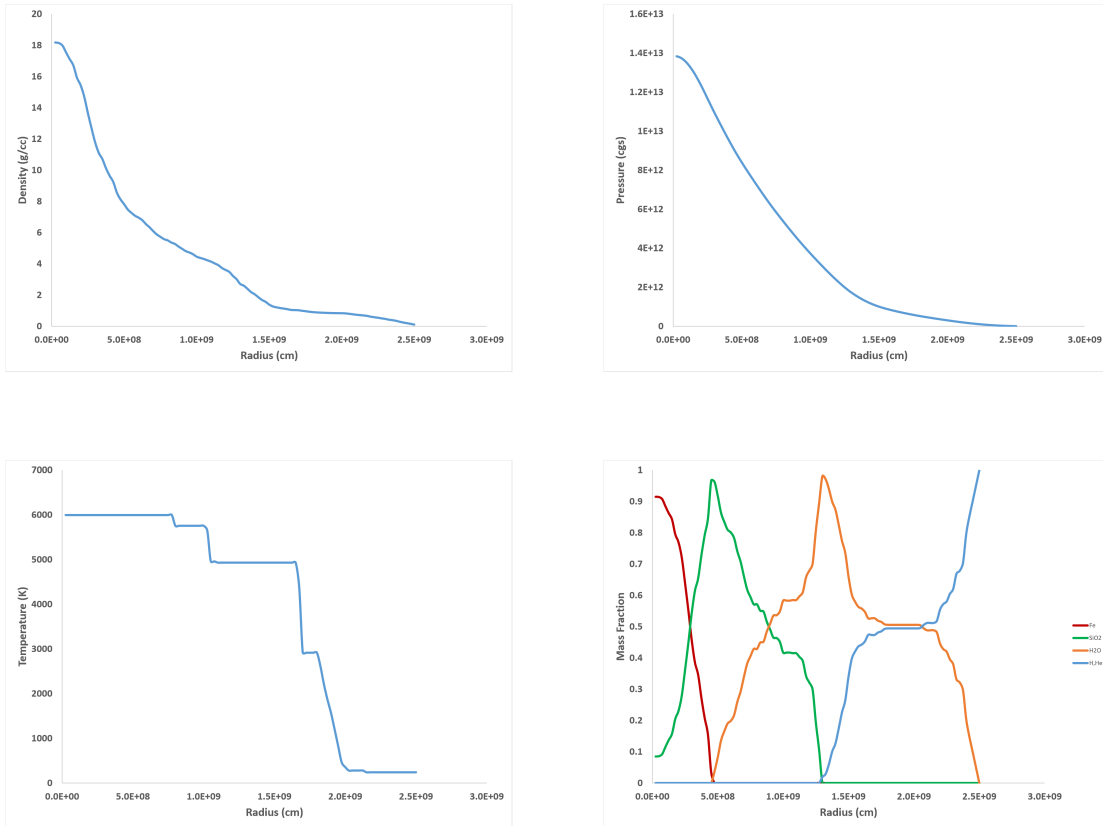 20
18
16
14
12
10
8
6
4
2
0
Density (g/cc)
0.0E+00 5.0E+08 1.0E+09 1.5E+09 2.0E+09 2.5E+09 3.0E+09
Radius (cm)
1.6E+13
1.4E+13
1.2E+13
1E+13
8E+12
6E+12
4E+12
2E+12
0
Pressure (cgs)
0.0E+00 5.0E+08 1.0E+09 1.5E+09 2.0E+09 2.5E+09 3.0E+09
Radius (cm)
7000
6000
5000
4000
3000
2000
1000
0
Temperature (K)
0.0E+00 5.0E+08 1.0E+09 1.5E+09 2.0E+09 2.5E+09 3.0E+09
Radius (cm)
1
0.9
0.8
0.7
0.6
0.5
0.4
0.3
0.2
0.1
0
Mass Fraction
0.0E+00 5.0E+08 1.0E+09 1.5E+09 2.0E+09 2.5E+09 3.0E+09
Radius (cm)
Fe
SiO2
H2O
H,He